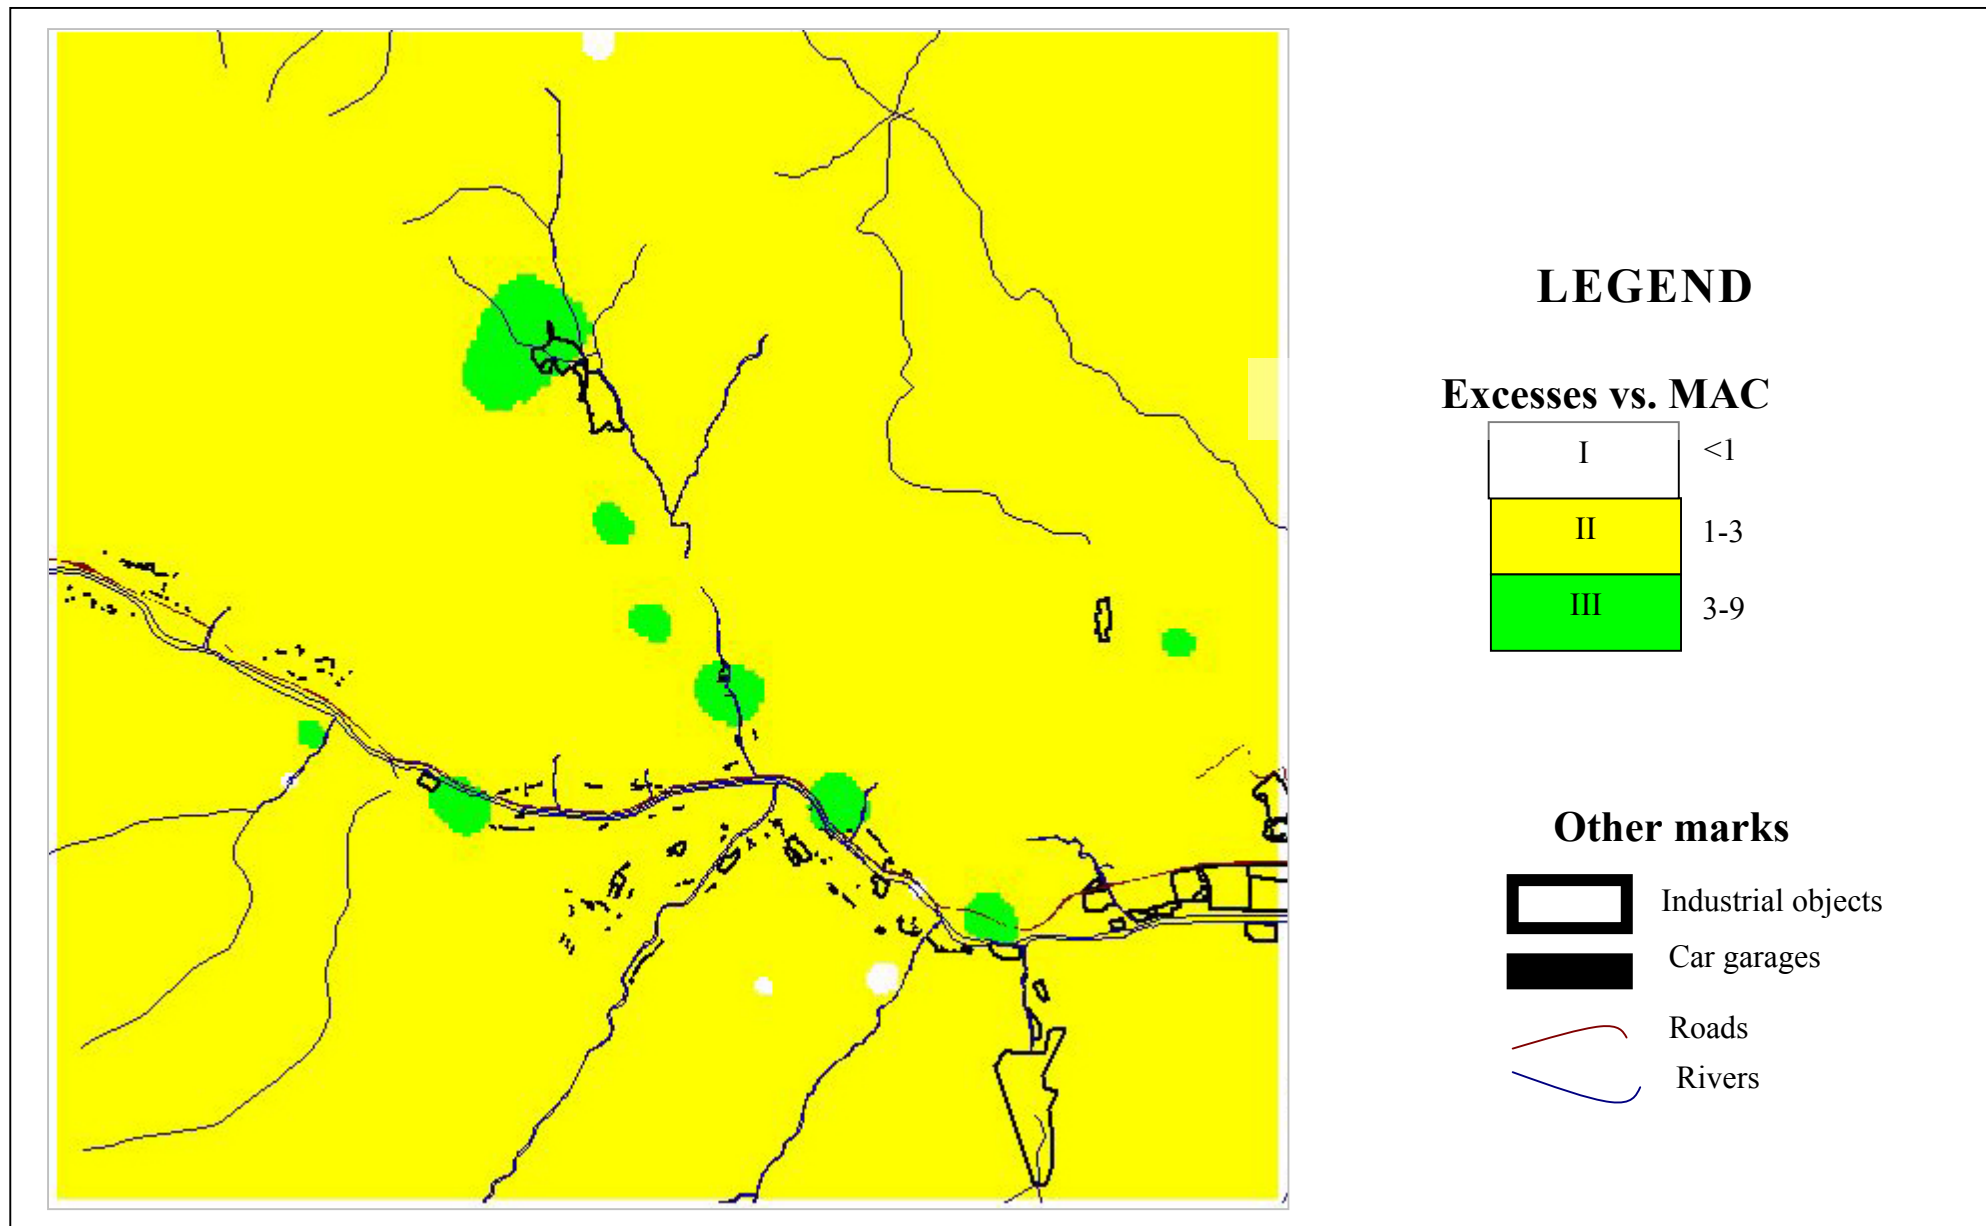 LEGEND
Excesses vs. MAC
I <1
II 1-3
III 3-9
Other marks
Industrial objects
Car garages
Roads
Rivers